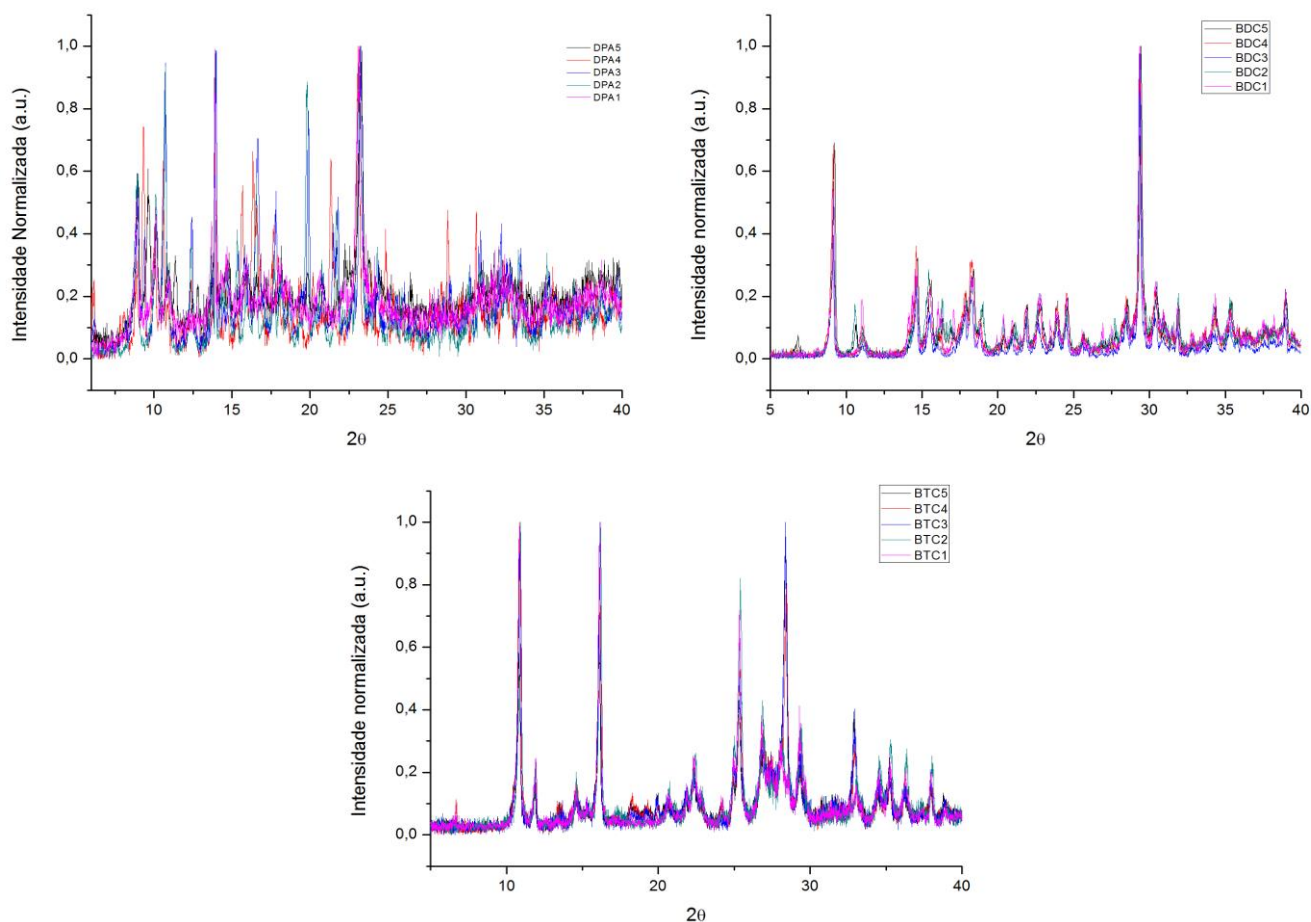 1,0
0,8
0,6
0,4
0,2
0,0
Intensidade Normalizada (a.u.)
DPA5
DPA4
DPA3
DPA2
DPA1
10 15 20 25 30 35 40
2θ
1,0
0,8
0,6
0,4
0,2
0,0
Intensidade normalizada (a.u.)
BDC5
BDC4
BDC3
BDC2
BDC1
5 10 15 20 25 30 35 40
2θ
1,0
0,8
0,6
0,4
0,2
0,0
Intensidade normalizada (a.u.)
BTC5
BTC4
BTC3
BTC2
BTC1
10 20 30 40
2θ